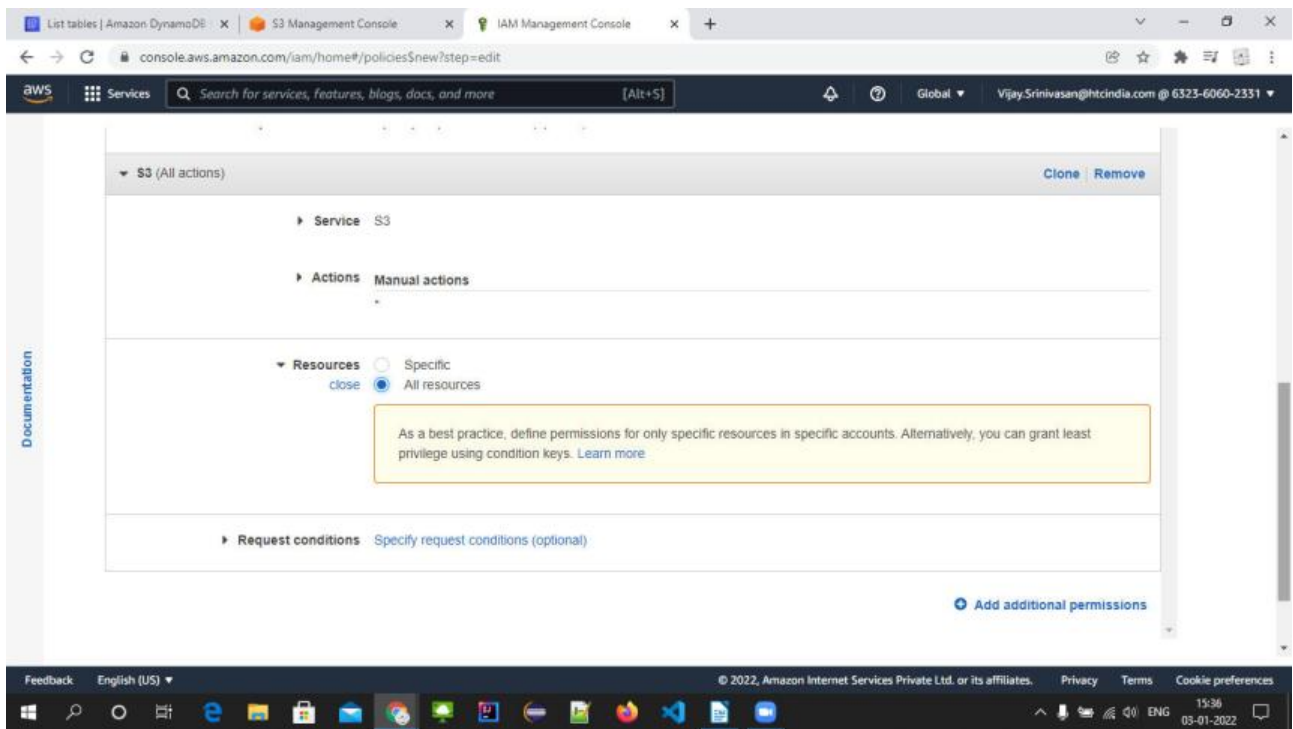 List tables | Amazon DynamoDB
S3 Management Console
IAM Management Console
console.aws.amazon.com/iam/home#/policies$new?step=edit
aws
Services
Search for services, features, blogs, docs, and more
[Alt+S]
Global
Vijay.Srinivasan@htcindia.com @ 6323-6060-2331
S3 (All actions)
Clone
Remove
Service
S3
Actions
Manual actions
*
Documentation
Resources
Specific
close
All resources
As a best practice, define permissions for only specific resources in specific accounts. Alternatively, you can grant least
privilege using condition keys. Learn more
Request conditions
Specify request conditions (optional)
Add additional permissions
Feedback
English (US)
© 2022, Amazon Internet Services Private Ltd. or its affiliates.
Privacy
Terms
Cookie preferences
ENG
15:36
03-01-2022